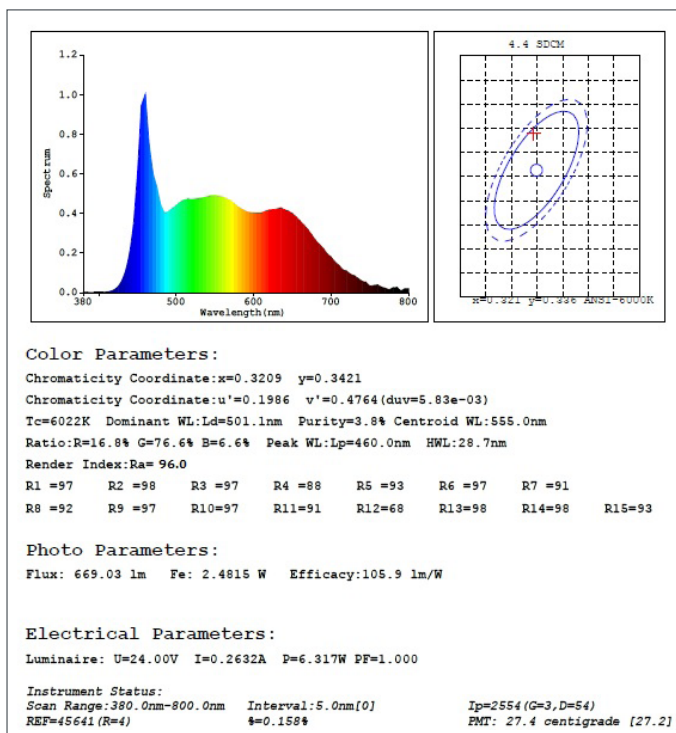 4.4 SDCM
1.2
1.0
0.8
0.6
0.4
0.2
0.0
Spectrum
380 500 600 700 800
Wavelength(nm)
x=0.321 y=0.336 ANSI-6000K
Color Parameters:
Chromaticity Coordinate:x=0.3209 y=0.3421
Chromaticity Coordinate:u'=0.1986 v'=0.4764(duv=5.83e-03)
Tc=6022K Dominant WL:Ld=501.1nm Purity=3.8% Centroid WL:555.0nm
Ratio:R=16.8% G=76.6% B=6.6% Peak WL:Lp=460.0nm HWL:28.7nm
Render Index:Ra= 96.0
R1 =97 R2 =98 R3 =97 R4 =88 R5 =93 R6 =97 R7 =91
R8 =92 R9 =97 R10=97 R11=91 R12=68 R13=98 R14=98 R15=93
Photo Parameters:
Flux: 669.03 lm Fe: 2.4815 W Efficacy:105.9 lm/W
Electrical Parameters:
Luminaire: U=24.00V I=0.2632A P=6.317W PF=1.000
Instrument Status:
Scan Range:380.0nm-800.0nm Interval:5.0nm[0] Ip=2554(G=3,D=54)
REF=45641(R=4) %=0.158% PMT: 27.4 centigrade [27.2]